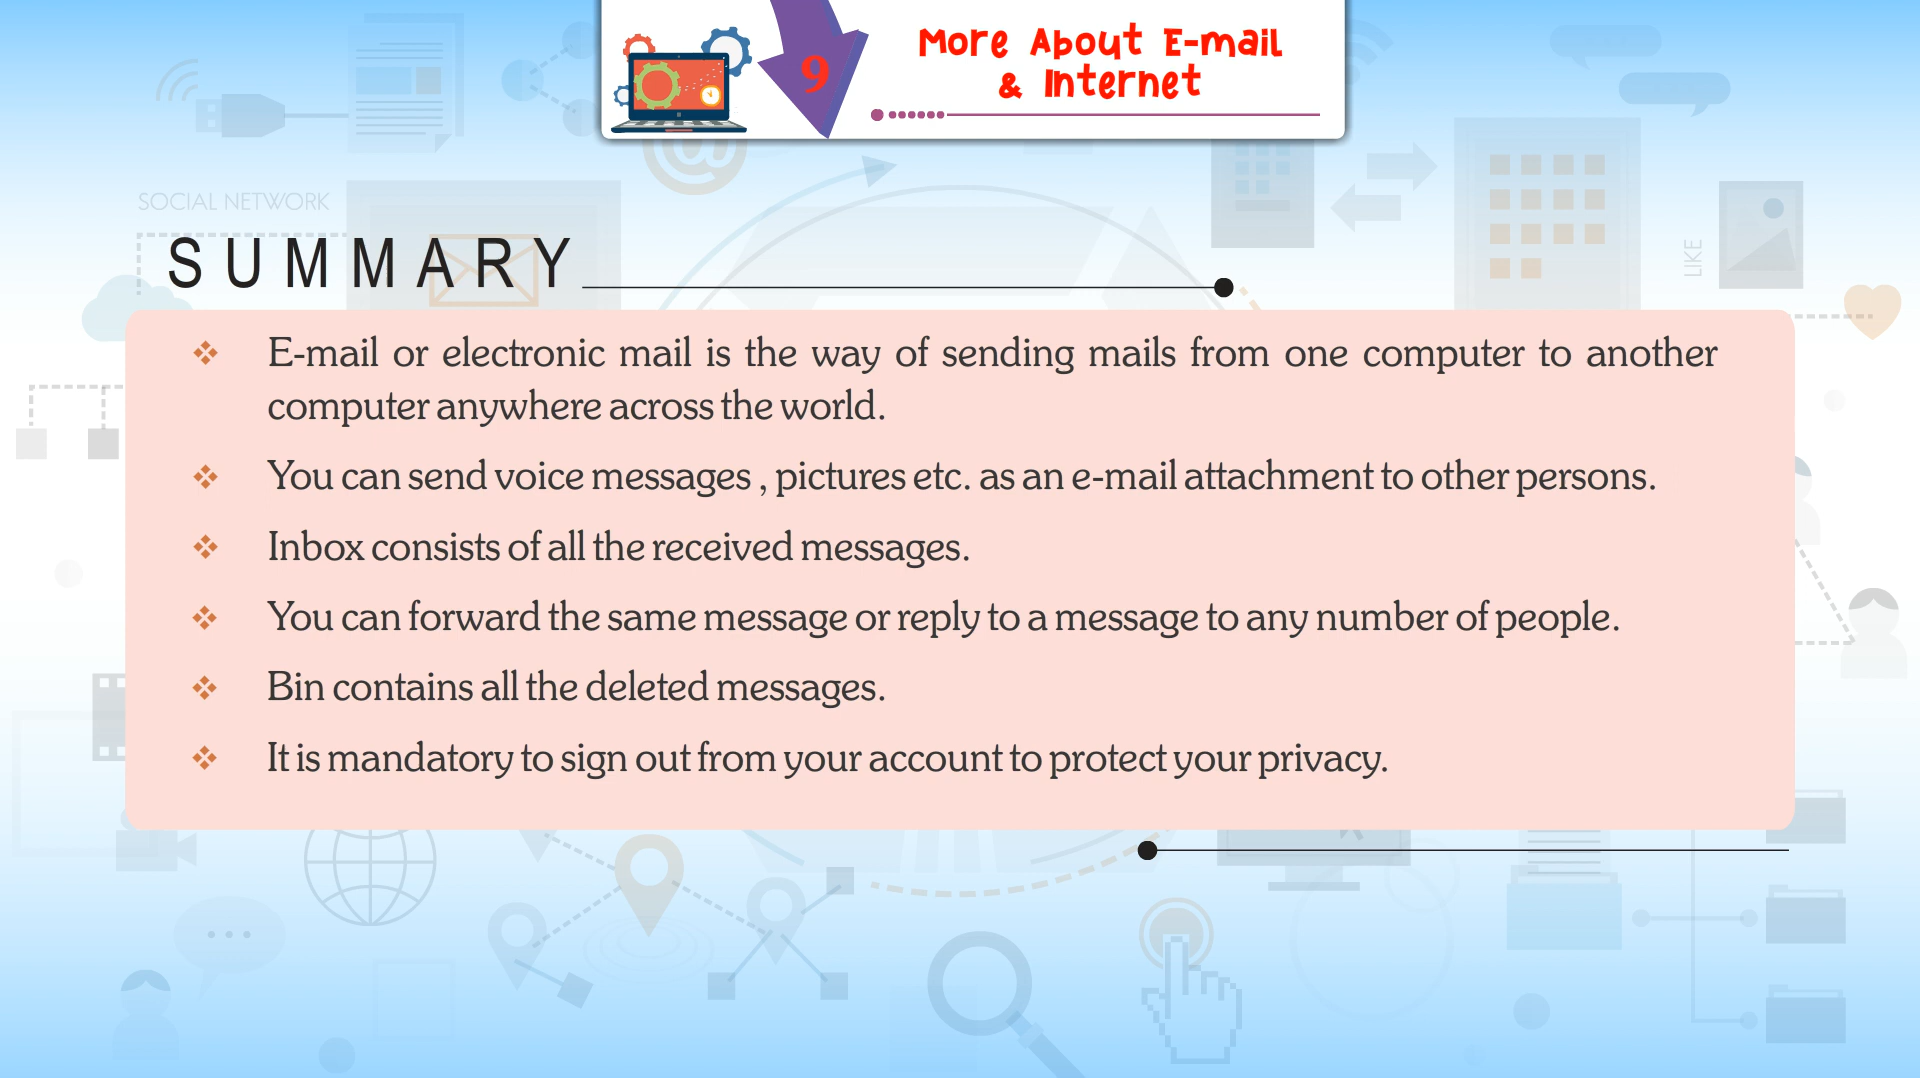 9
More About E-mail
& Internet
SOCIAL NETWORK
SUMMARY
LIKE
❖ E-mail or electronic mail is the way of sending mails from one computer to another
computer anywhere across the world.
❖ You can send voice messages , pictures etc. as an e-mail attachment to other persons.
❖ Inbox consists of all the received messages.
❖ You can forward the same message or reply to a message to any number of people.
❖ Bin contains all the deleted messages.
❖ It is mandatory to sign out from your account to protect your privacy.